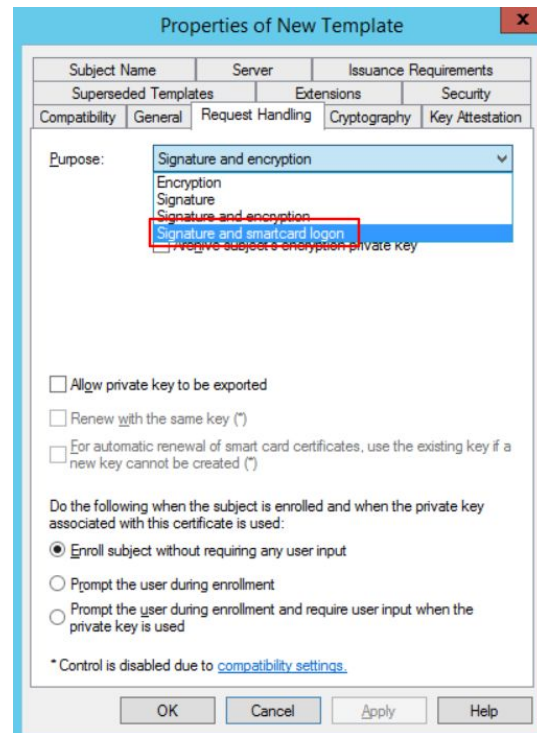 Properties of New Template
x
Subject Name Server Issuance Requirements
Superseded Templates Extensions Security
Compatibility General Request Handling Cryptography Key Attestation
Purpose: Signature and encryption
Encryption
Signature
Signature and encryption
Signature and smartcard logon
Archive subject's encryption private key
Allow private key to be exported
Renew with the same key (*)
For automatic renewal of smart card certificates, use the existing key if a
new key cannot be created (*)
Do the following when the subject is enrolled and when the private key
associated with this certificate is used:
Enroll subject without requiring any user input
Prompt the user during enrollment
Prompt the user during enrollment and require user input when the
private key is used
* Control is disabled due to compatibility settings.
OK Cancel Apply Help